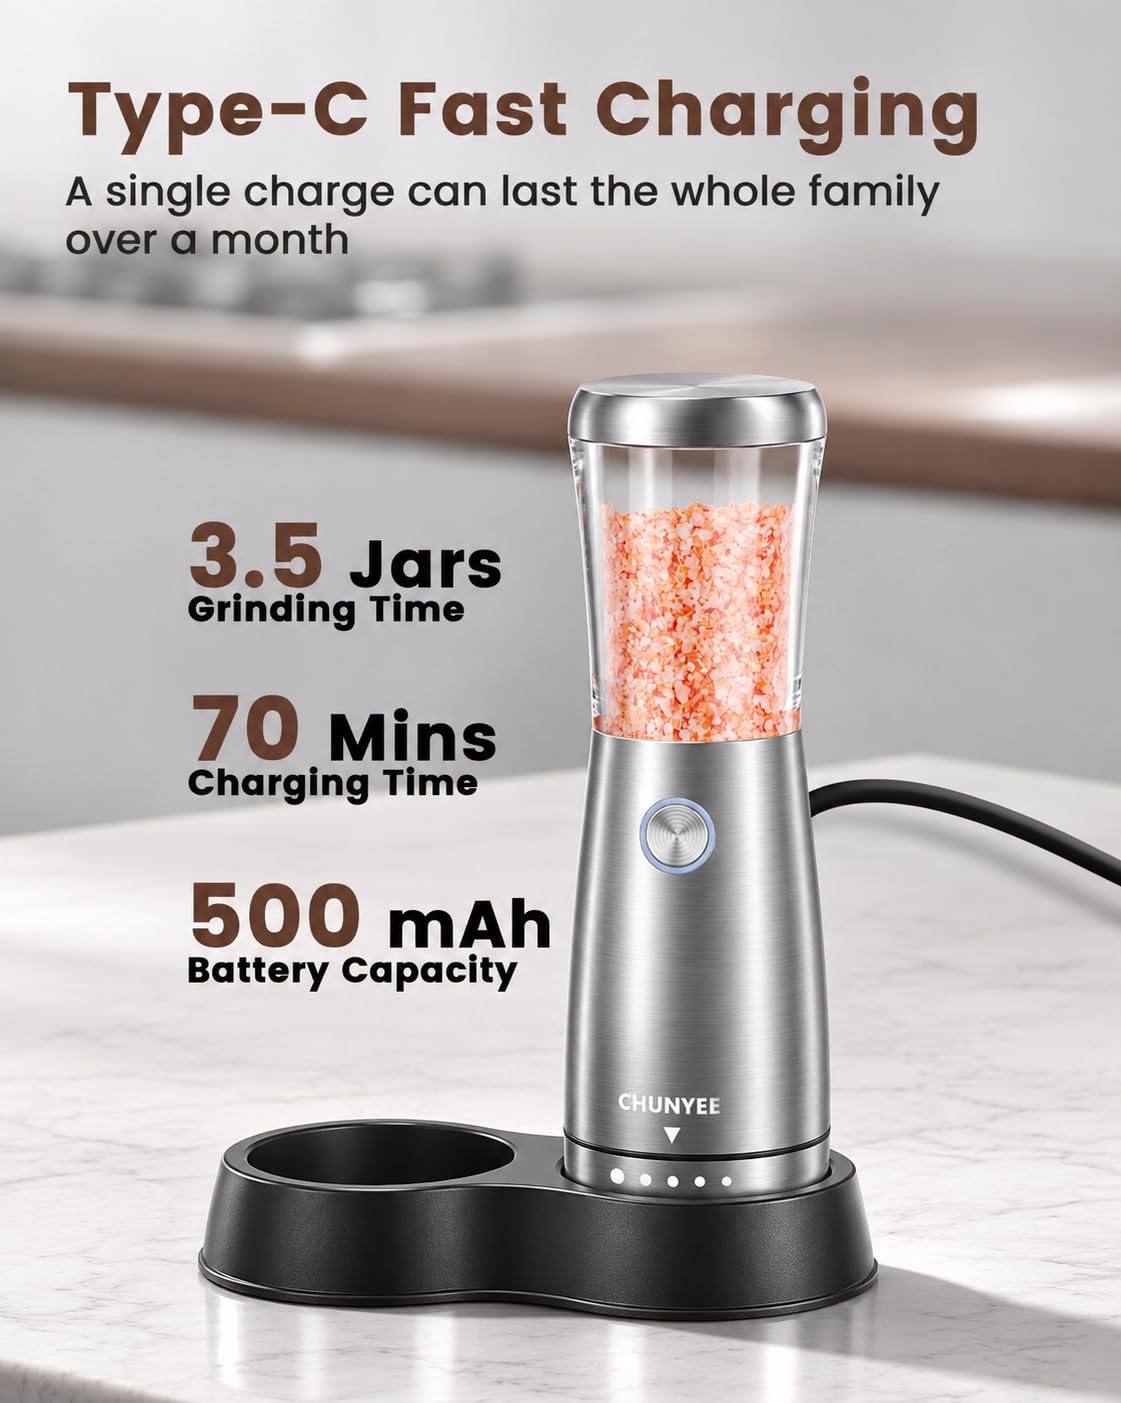 Type-C Fast Charging
A single charge can last the whole family
over a month
3.5 Jars
Grinding Time
70 Mins
Charging Time
500 mAh
Battery Capacity
CHUNYEE